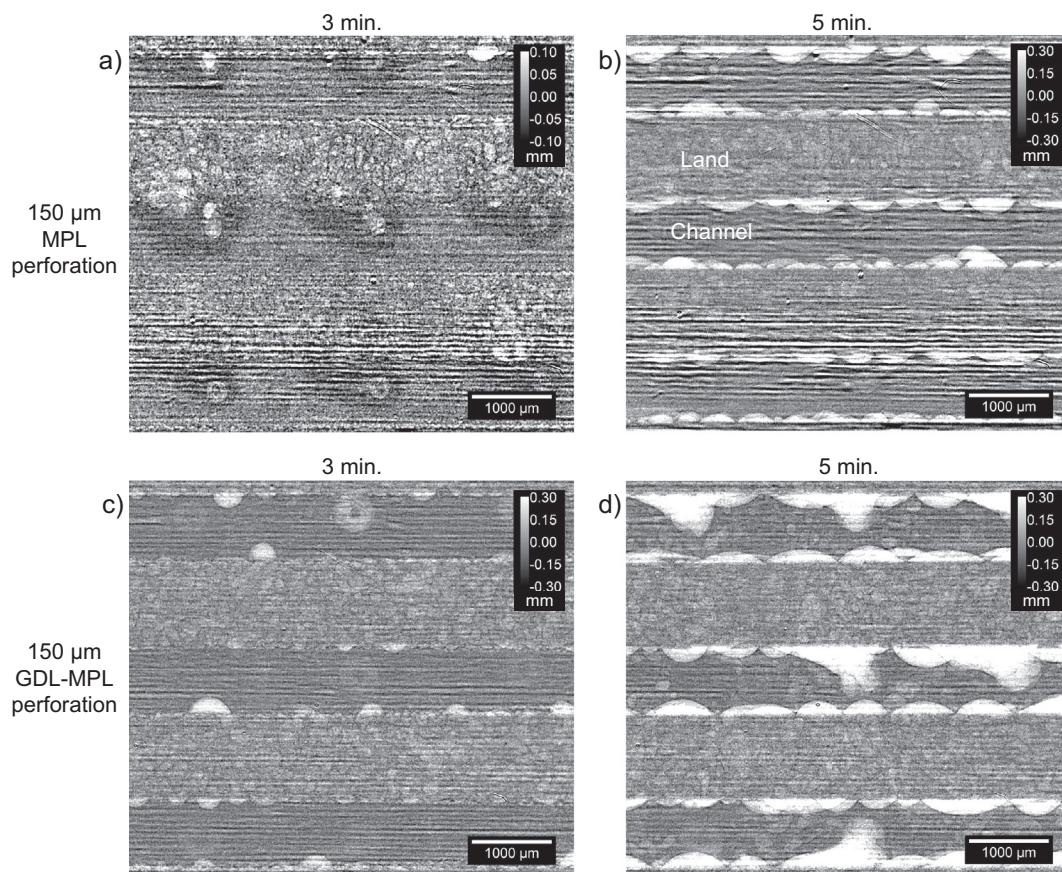 3 min.
5 min.
a)
0.10
0.05
0.00
-0.05
-0.10
mm
1000 µm
b)
0.30
0.15
0.00
-0.15
-0.30
mm
Land
Channel
1000 µm
150 µm
MPL
perforation
3 min.
5 min.
c)
0.30
0.15
0.00
-0.15
-0.30
mm
1000 µm
d)
0.30
0.15
0.00
-0.15
-0.30
mm
1000 µm
150 µm
GDL-MPL
perforation